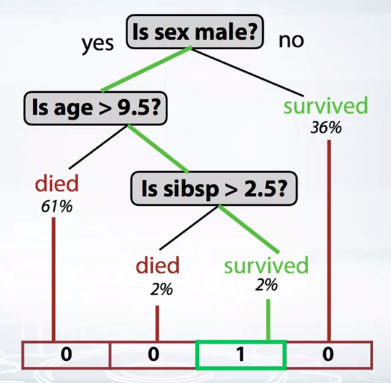 Is sex male?
yes
no
Is age > 9.5?
survived
36%
died
61%
Is sibsp > 2.5?
died
2%
survived
2%
0 0 1 0